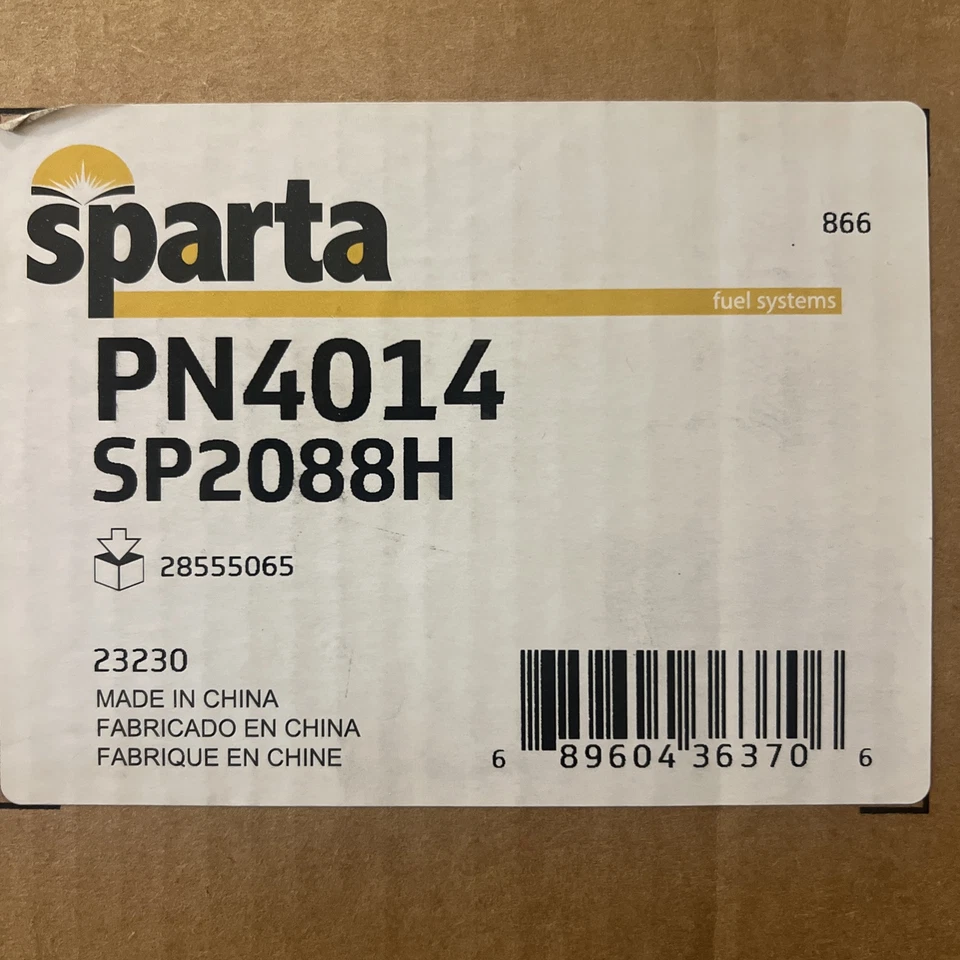 sparta
866
fuel systems
PN4014
SP2088H
28555065
23230
MADE IN CHINA
FABRICADO EN CHINA
FABRIQUE EN CHINE
6 89604 36370 6